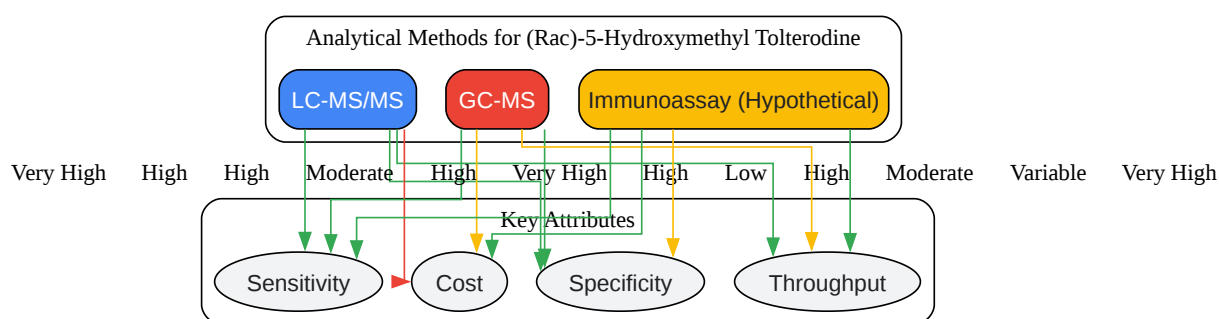 Analytical Methods for (Rac)-5-Hydroxymethyl Tolterodine
LC-MS/MS GC-MS Immunoassay (Hypothetical)
Very High High High Moderate High Very High High Low High Moderate Variable Very High
Key Attributes
Sensitivity Cost Specificity Throughput